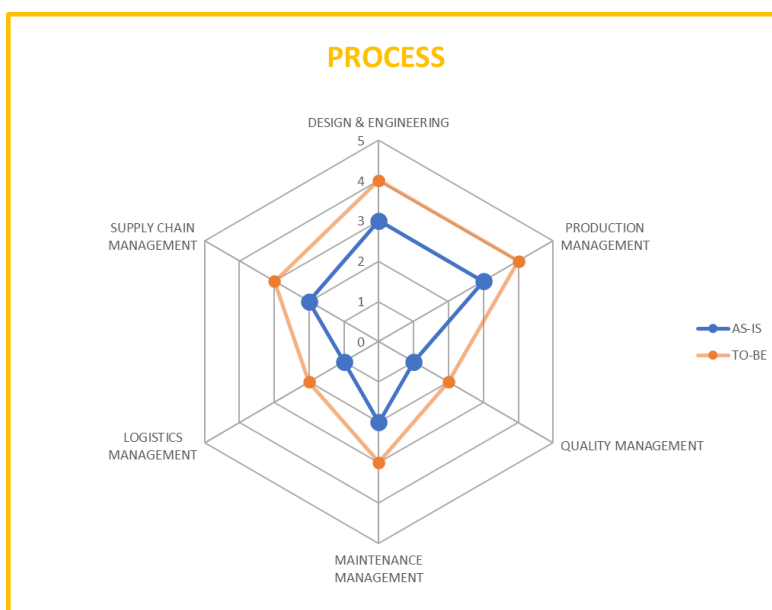 PROCESS
DESIGN & ENGINEERING
5
4
3
2
1
0
SUPPLY CHAIN
MANAGEMENT
PRODUCTION
MANAGEMENT
AS-IS
TO-BE
LOGISTICS
MANAGEMENT
QUALITY MANAGEMENT
MAINTENANCE
MANAGEMENT